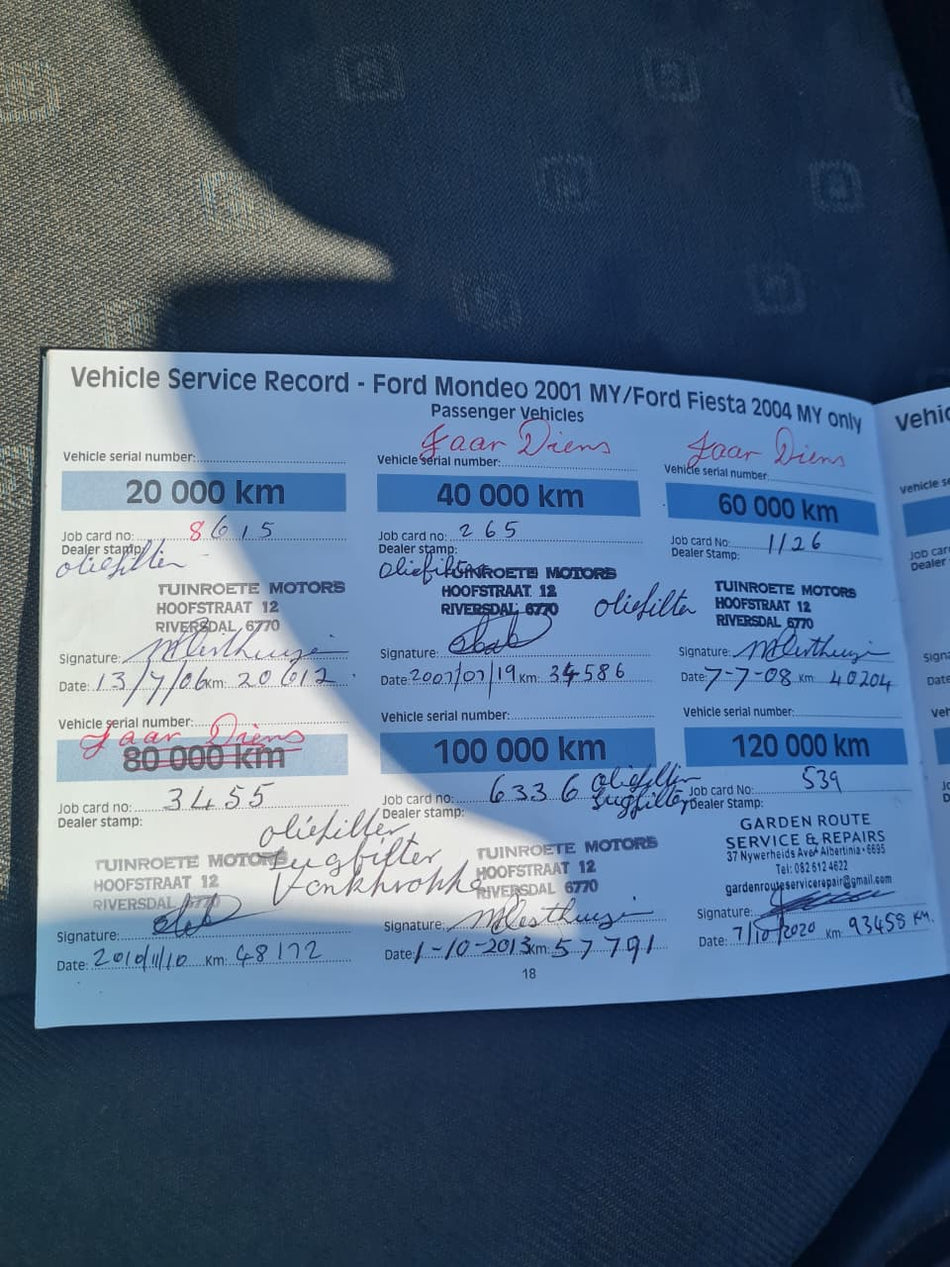 Vehicle Service Record - Ford Mondeo 2001 MY/Ford Fiesta 2004 MY only
Passenger Vehicles
Vehicle serial number:
20 000 km
Job card no: 8615
Dealer stamp:
oliefilter
TUINROETE MOTORS
HOOFSTRAAT 12
RIVERSDAL 6770
Signature:
Date: 13/7/06 Km: 20 612
Jaar Diens
Vehicle serial number:
40 000 km
Job card no: 265
Dealer stamp:
Oliefilter
TUINROETE MOTORS
HOOFSTRAAT 12
RIVERSDAL 6770
Signature:
Date: 2007/07/19 Km: 34586
Jaar Diens
Vehicle serial number:
60 000 km
Job card No: 1126
Dealer Stamp:
oliefilter
TUINROETE MOTORS
HOOFSTRAAT 12
RIVERSDAL 6770
Signature:
Date: 7-7-08 Km: 40204
Vehicle serial number:
Jaar Diens
80 000 km
Job card no: 3455
Dealer stamp:
oliefilter
Lugfilter
Vonkproppe
TUINROETE MOTORS
HOOFSTRAAT 12
RIVERSDAL 6770
Signature:
Date: 2010/11/10 Km: 48172
Vehicle serial number:
100 000 km
Job card no: 6336
Oliefilter
Lugfilter
Dealer stamp:
TUINROETE MOTORS
HOOFSTRAAT 12
RIVERSDAL 6770
Signature:
Date: 1-10-2013 Km: 57791
Vehicle serial number:
120 000 km
Job card No: 539
Dealer Stamp:
GARDEN ROUTE
SERVICE & REPAIRS
37 Nywerheids Ave Albertinia • 6695
Tel: 082 512 4622
gardenrouteservicerepair@gmail.com
Signature:
Date: 7/10/2020 Km: 93458 KM.
18